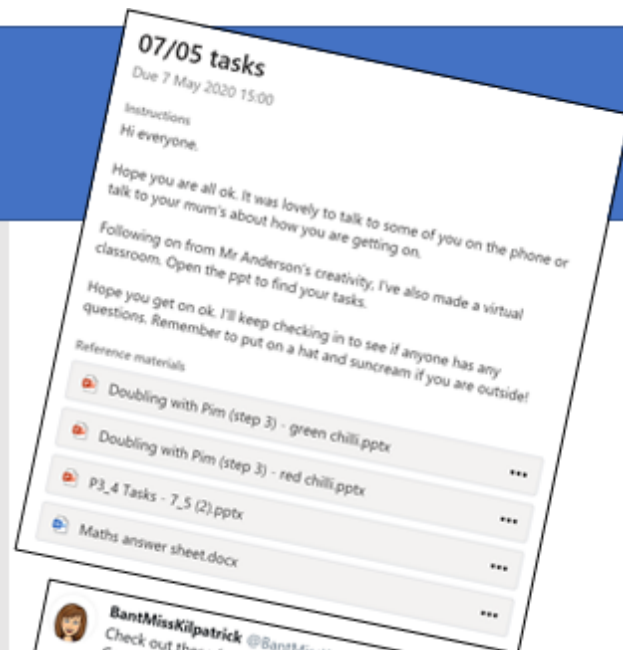 07/05 tasks
Due 7 May 2020 15:00
Instructions
Hi everyone.
Hope you are all ok. It was lovely to talk to some of you on the phone or
talk to your mum's about how you are getting on.
Following on from Mr Anderson's creativity, I've also made a virtual
classroom. Open the ppt to find your tasks.
Hope you get on ok. I'll keep checking in to see if anyone has any
questions. Remember to put on a hat and suncream if you are outside!
Reference materials
Doubling with Pim (step 3) - green chilli.pptx
Doubling with Pim (step 3) - red chilli.pptx
P3_4 Tasks - 7_5 (2).pptx
Maths answer sheet.docx
BantMissKilpatrick
Check out